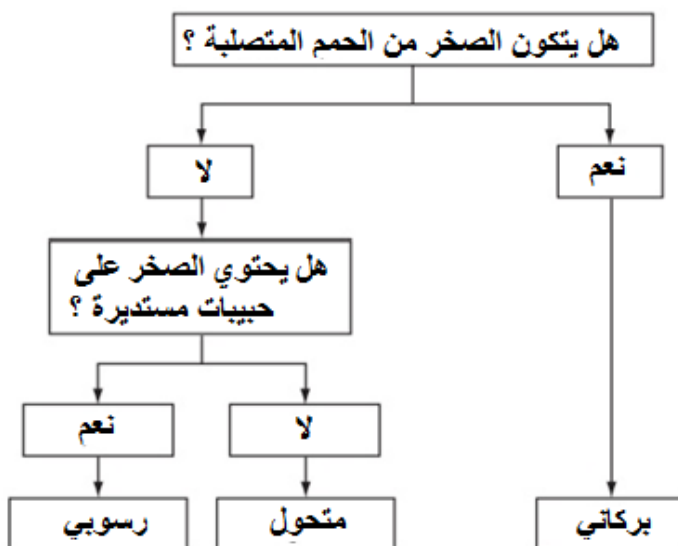 هل يتكون الصخر من الحمم المتصلبة ؟
نعم
لا
هل يحتوي الصخر على
حبيبات مستديرة ؟
لا
نعم
بركاني
متحول
رسوبي